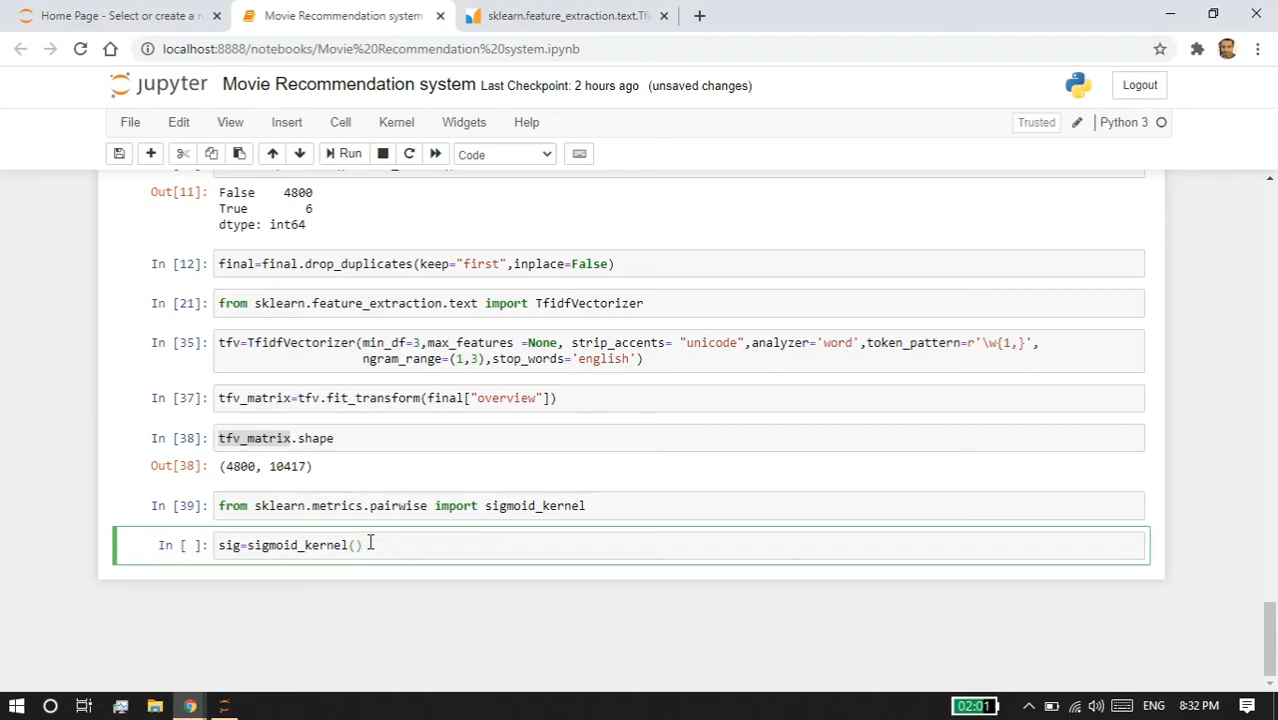 Home Page - Select or create a n
Movie Recommendation system
sklearn.feature_extraction.text.Tf
localhost:8888/notebooks/Movie%20Recommendation%20system.ipynb
jupyter Movie Recommendation system Last Checkpoint: 2 hours ago (unsaved changes)
Logout
File Edit View Insert Cell Kernel Widgets Help
Trusted
Python 3
Run
Code
Out[11]: False 4800
True 6
dtype: int64
In [12]: final=final.drop_duplicates(keep="first",inplace=False)
In [21]: from sklearn.feature_extraction.text import TfidfVectorizer
In [35]: tfv=TfidfVectorizer(min_df=3,max_features =None, strip_accents= "unicode",analyzer='word',token_pattern=r'\w{1,}',
ngram_range=(1,3),stop_words='english')
In [37]: tfv_matrix=tfv.fit_transform(final["overview"])
In [38]: tfv_matrix.shape
Out[38]: (4800, 10417)
In [39]: from sklearn.metrics.pairwise import sigmoid_kernel
In [ ]: sig=sigmoid_kernel()
02:01
ENG
8:32 PM